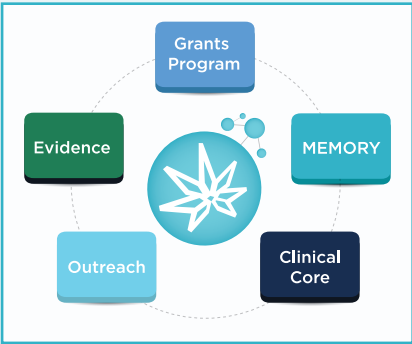 Grants
Program
Evidence
MEMORY
Outreach
Clinical
Core